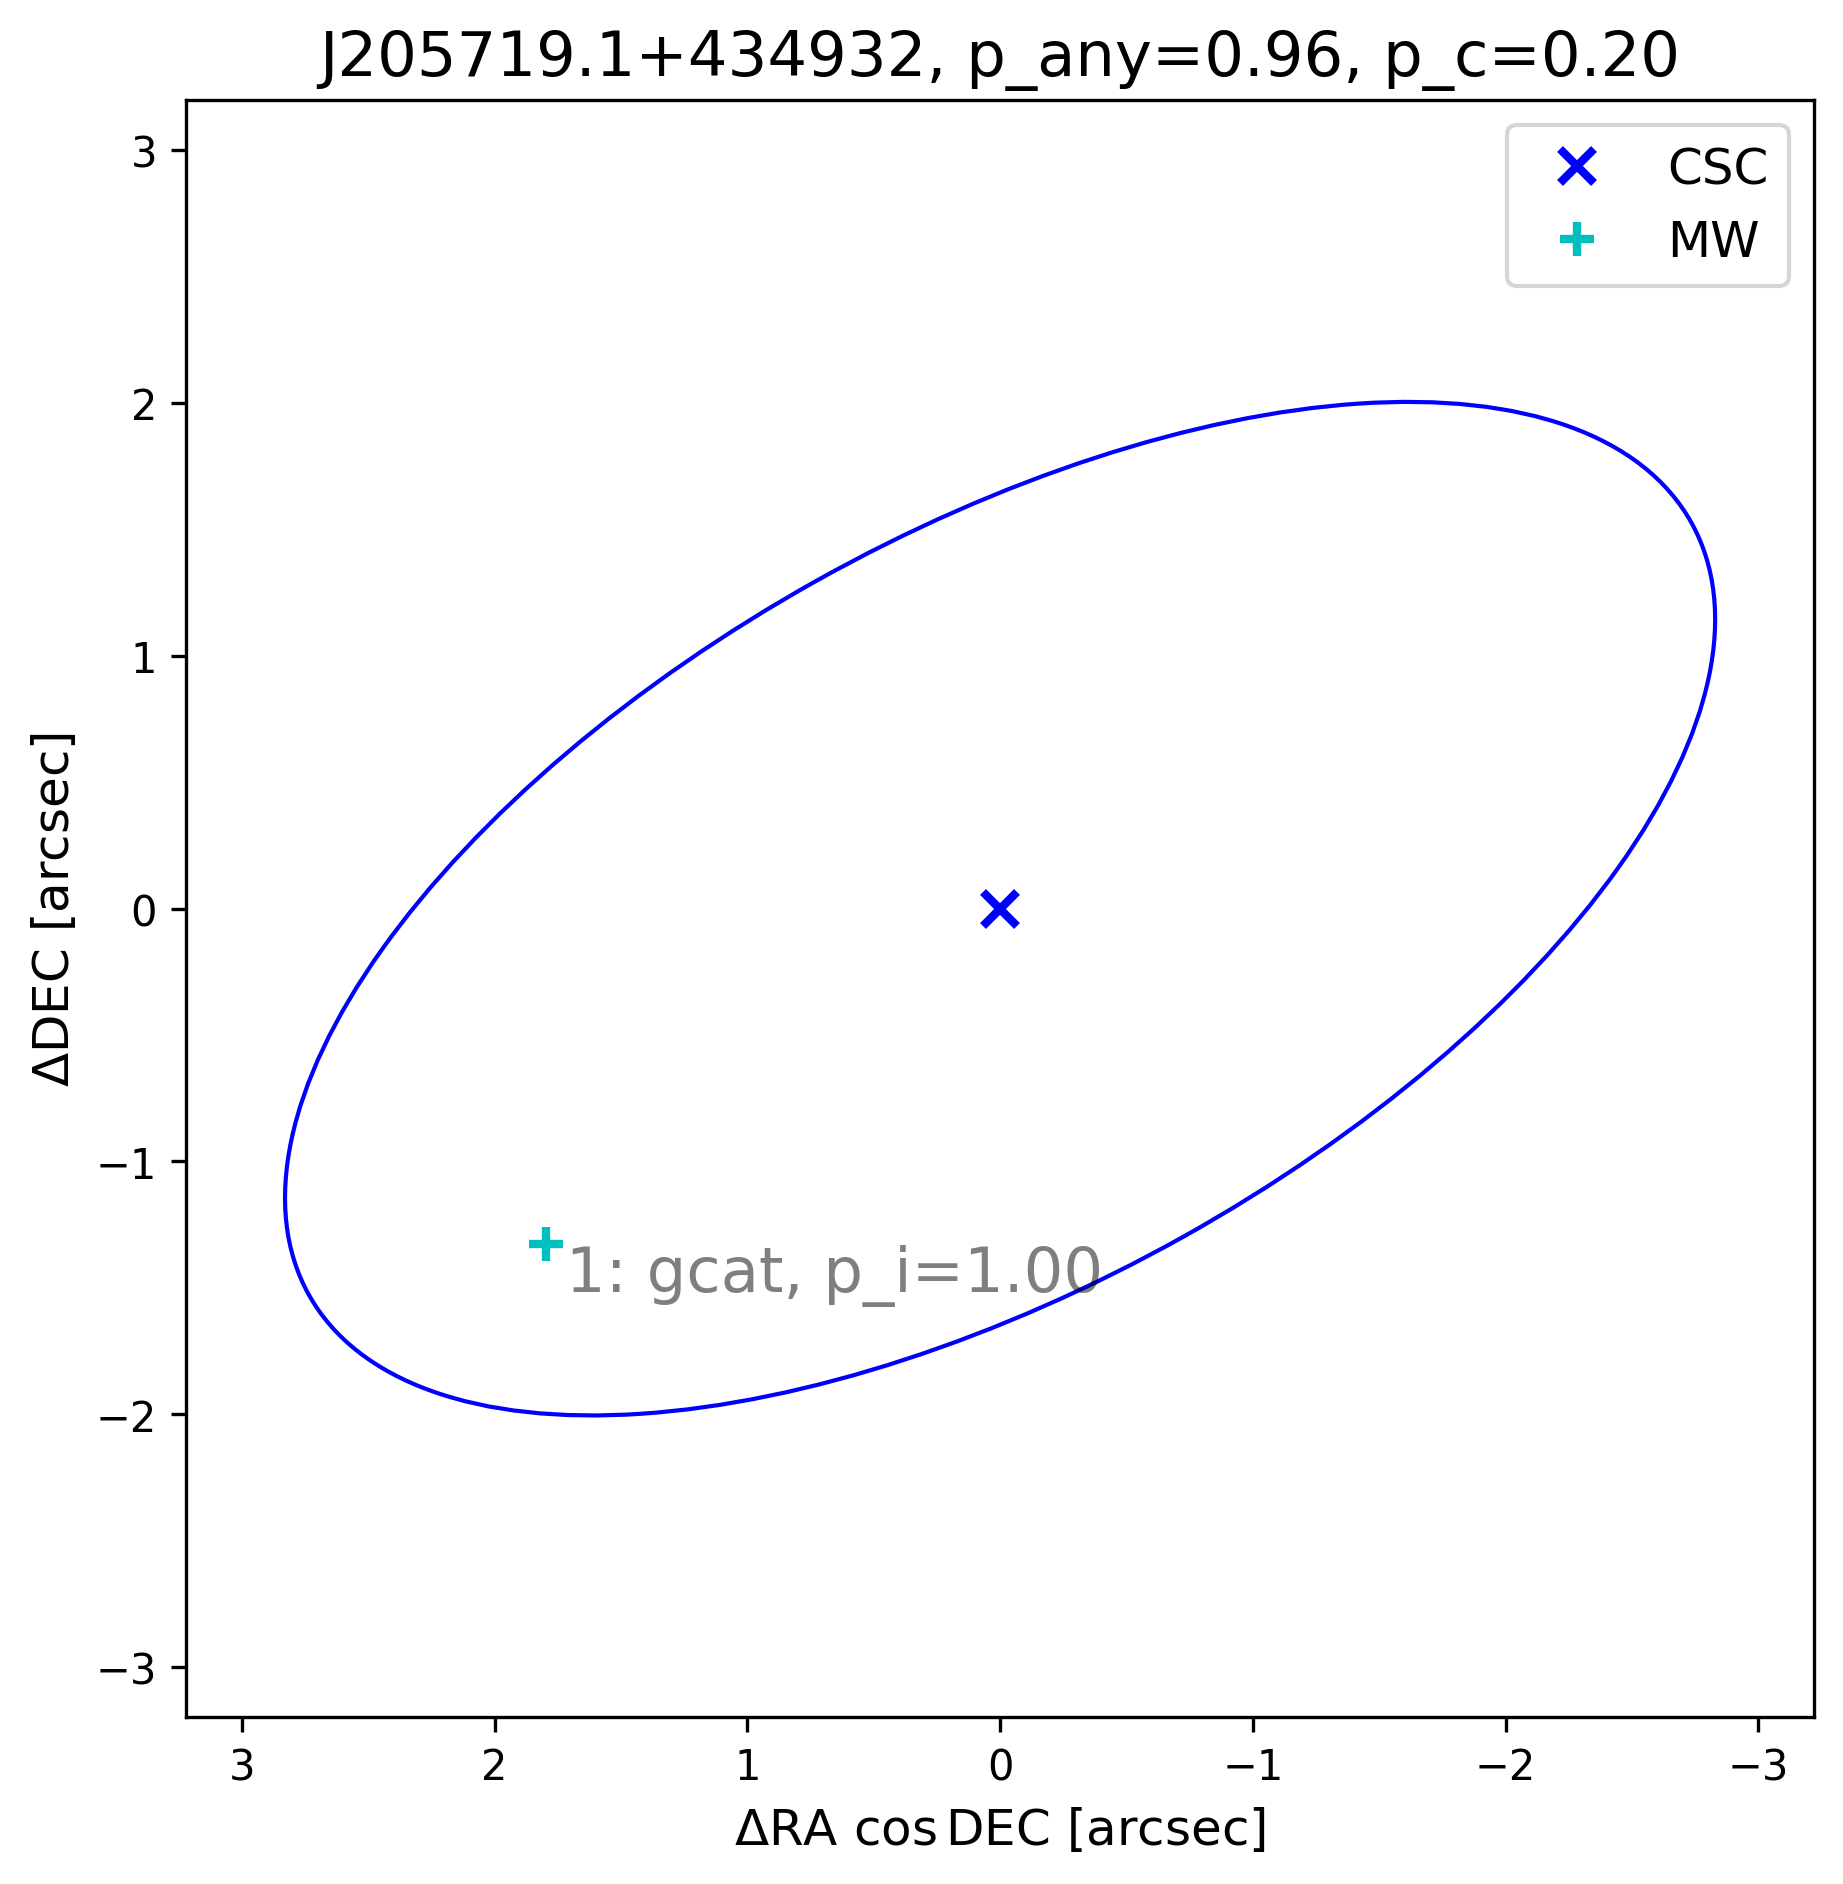 J205719.1+434932, p_any=0.96, p_c=0.20
CSC
MW
3
2
1
0
−1
−2
−3
ΔDEC [arcsec]
1: gcat, p_i=1.00
3
2
1
0
−1
−2
−3
ΔRA cos DEC [arcsec]